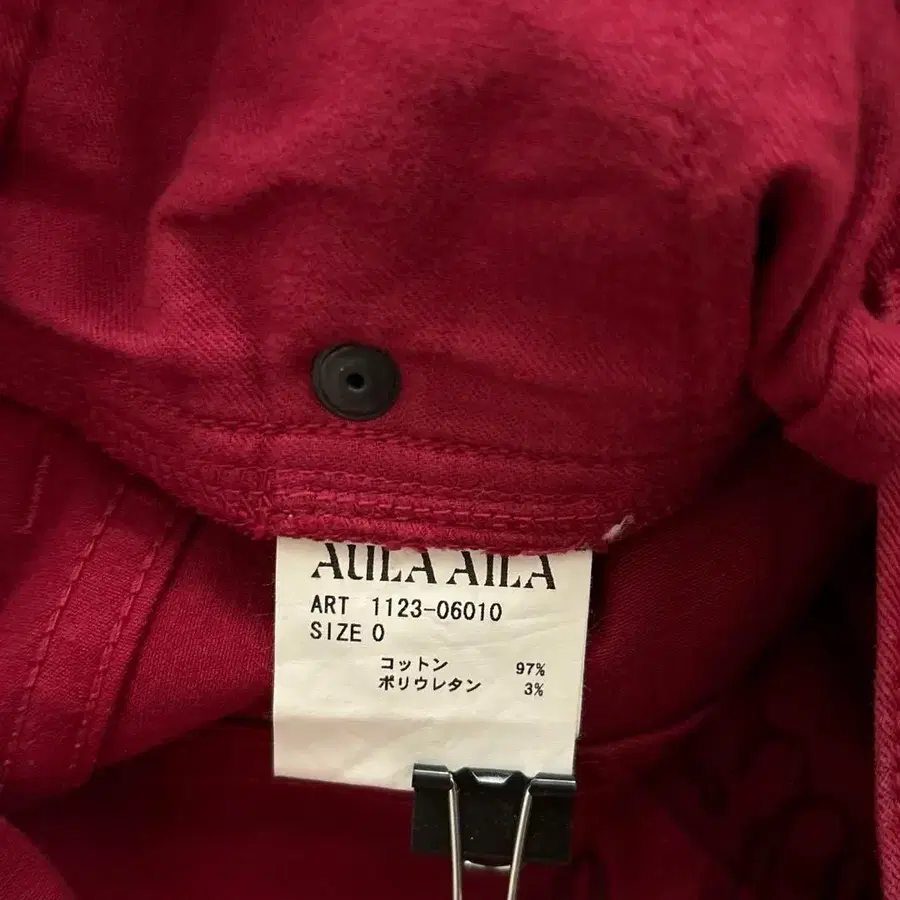 AULA AILA
ART 1123-06010
SIZE 0
コットン 97%
ポリウレタン 3%